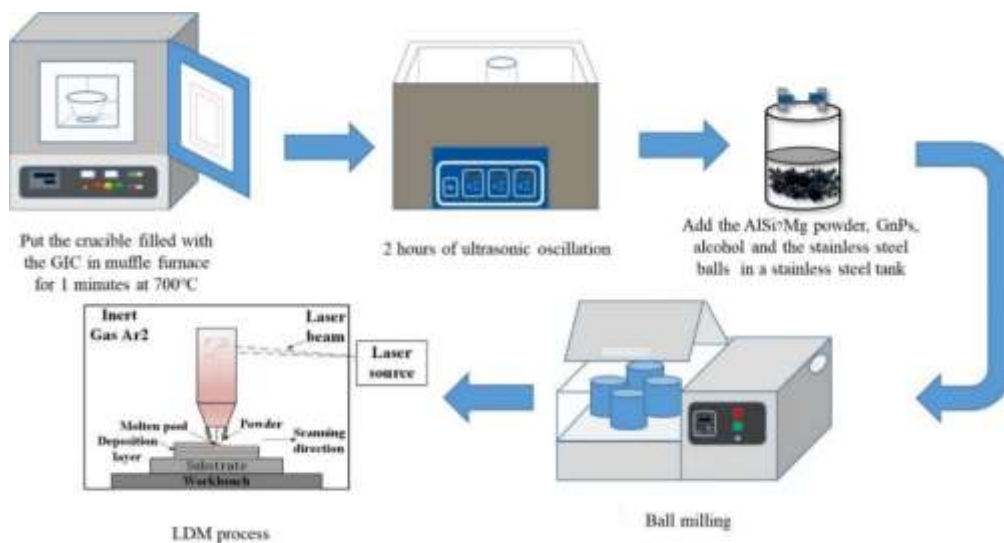 Put the crucible filled with
the GIC in muffle furnace
for 1 minutes at 700°C
2 hours of ultrasonic oscillation
Add the AlSi7Mg powder, GnPs,
alcohol and the stainless steel
balls in a stainless steel tank
Inert
Gas Ar2
Laser
beam
Laser
source
Molten pool
Powder
Deposition
layer
Scanning
direction
Substrate
Workbench
LDM process
Ball milling